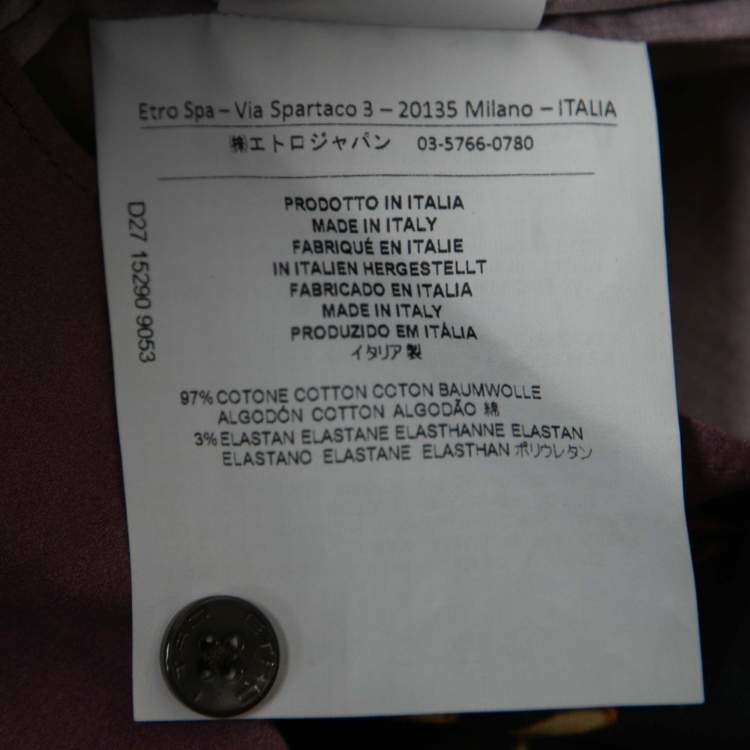 Etro Spa – Via Spartaco 3 – 20135 Milano – ITALIA
㈱エトロジャパン 03-5766-0780
PRODOTTO IN ITALIA
MADE IN ITALY
FABRIQUÉ EN ITALIE
IN ITALIEN HERGESTELLT
FABRICADO EN ITALIA
MADE IN ITALY
PRODUZIDO EM ITÁLIA
イタリア製
D27 15290 9053
97% COTONE COTTON COTON BAUMWOLLE
ALGODÓN COTTON ALGODÃO 綿
3% ELASTAN ELASTANE ELASTHANNE ELASTAN
ELASTANO ELASTANE ELASTHAN ポリウレタン